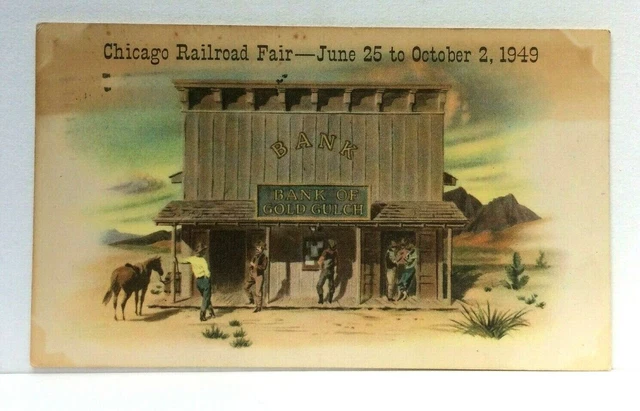 Chicago Railroad Fair—June 25 to October 2, 1949
BANK
BANK OF
GOLD GULCH